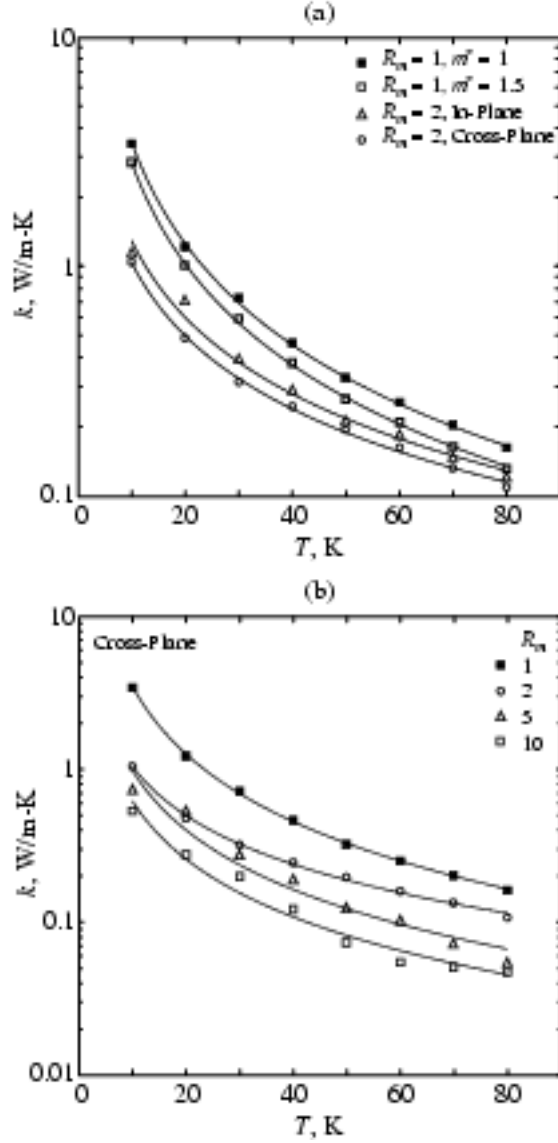 (a)
10
1
0.1
k, W/m-K
R_m = 1, m* = 1
R_m = 1, m* = 1.5
R_m = 2, In-Plane
R_m = 2, Cross-Plane
0 20 40 60 80
T, K
(b)
10
1
0.1
0.01
k, W/m-K
Cross-Plane
R_m
1
2
5
10
0 20 40 60 80
T, K